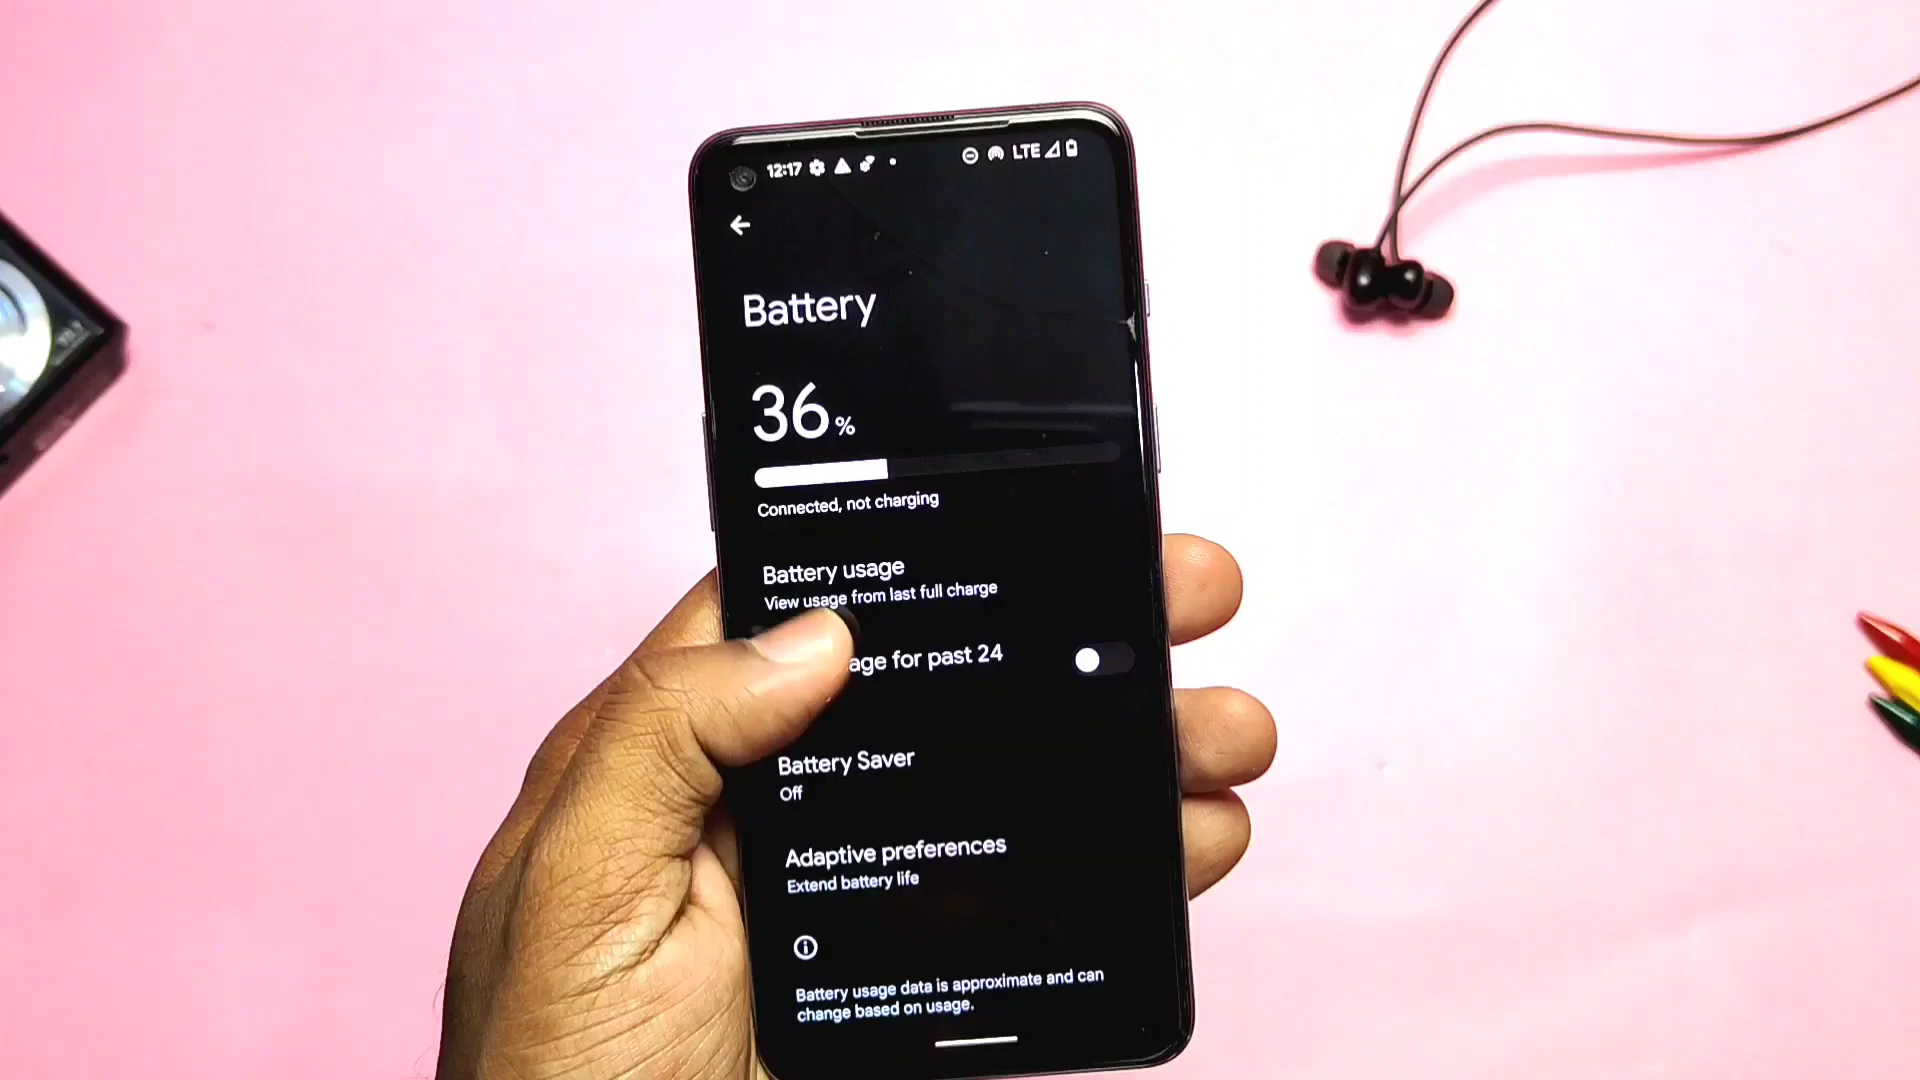 12:17
LTE
Battery
36%
Connected, not charging
Battery usage
View usage from last full charge
age for past 24
Battery Saver
Off
Adaptive preferences
Extend battery life
Battery usage data is approximate and can
change based on usage.